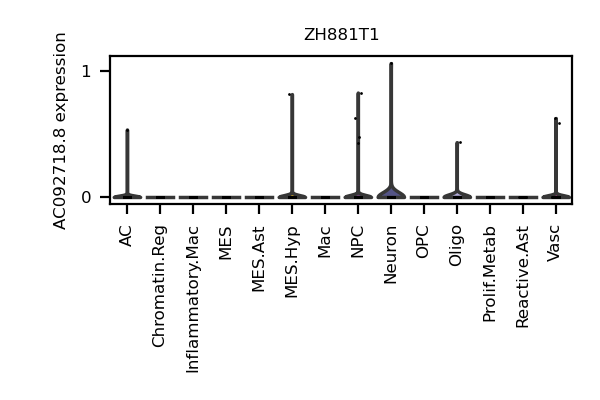 ZH881T1
AC092718.8 expression
1
0
AC
Chromatin.Reg
Inflammatory.Mac
MES
MES.Ast
MES.Hyp
Mac
NPC
Neuron
OPC
Oligo
Prolif.Metab
Reactive.Ast
Vasc